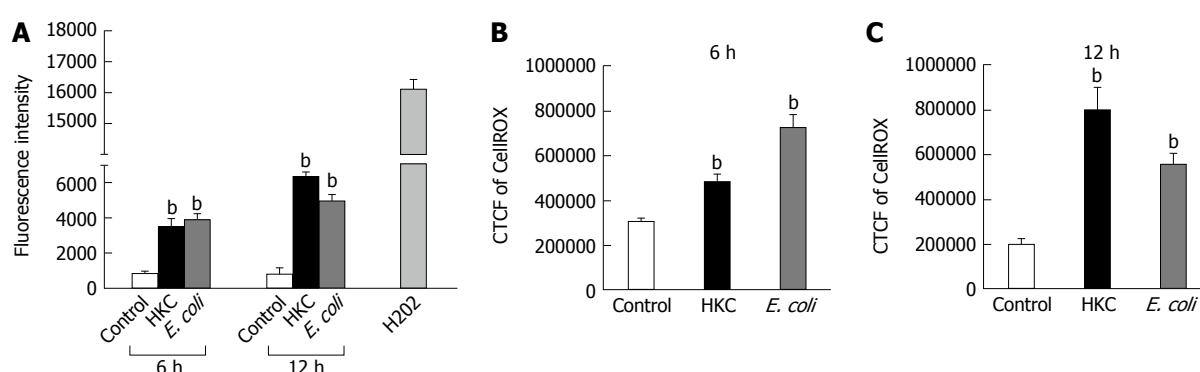 A
Fluorescence intensity
18000
17000
16000
15000
6000
4000
2000
0
b
b
b
b
Control
HKC
E. coli
Control
HKC
E. coli
H202
6 h
12 h
B
6 h
CTCF of CellROX
1000000
800000
600000
400000
200000
0
b
b
Control HKC E. coli
C
12 h
CTCF of CellROX
1000000
800000
600000
400000
200000
0
b
b
Control HKC E. coli